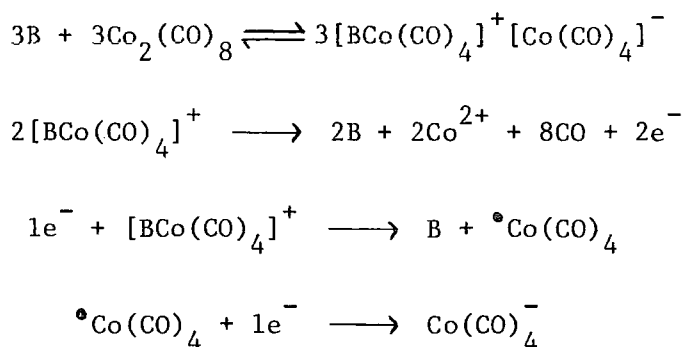 3B + 3Co₂(CO)₈ ⇌ 3[BCo(CO)₄]⁺[Co(CO)₄]⁻
2[BCo(CO)₄]⁺ ⟶ 2B + 2Co²⁺ + 8CO + 2e⁻
1e⁻ + [BCo(CO)₄]⁺ ⟶ B + •Co(CO)₄
•Co(CO)₄ + 1e⁻ ⟶ Co(CO)₄⁻